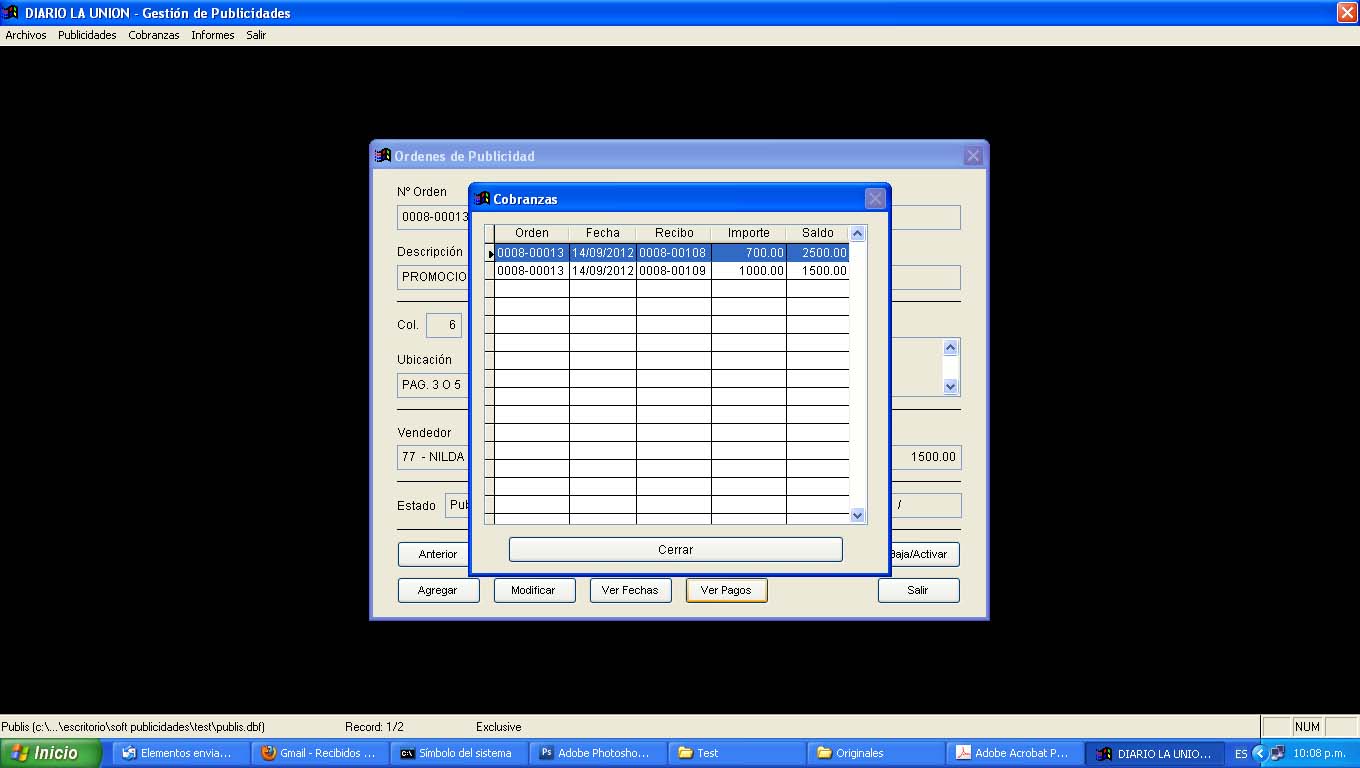 DIARIO LA UNION - Gestión de Publicidades
Archivos Publicidades Cobranzas Informes Salir
Ordenes de Publicidad
Nº Orden
0008-00013
Descripción
PROMOCIO
Col. 6
Ubicación
PAG. 3 O 5
Vendedor
77 - NILDA 1500.00
Estado Pub /
Anterior Baja/Activar
Agregar Modificar Ver Fechas Ver Pagos Salir
Cobranzas
Orden Fecha Recibo Importe Saldo
0008-00013 14/09/2012 0008-00108 700.00 2500.00
0008-00013 14/09/2012 0008-00109 1000.00 1500.00
Cerrar
Publis (c:\...\escritorio\soft publicidades\test\publis.dbf) Record: 1/2 Exclusive NUM
Inicio Elementos envia... Gmail - Recibidos ... Símbolo del sistema Adobe Photosho... Test Originales Adobe Acrobat P... DIARIO LA UNIO... ES 10:08 p.m.